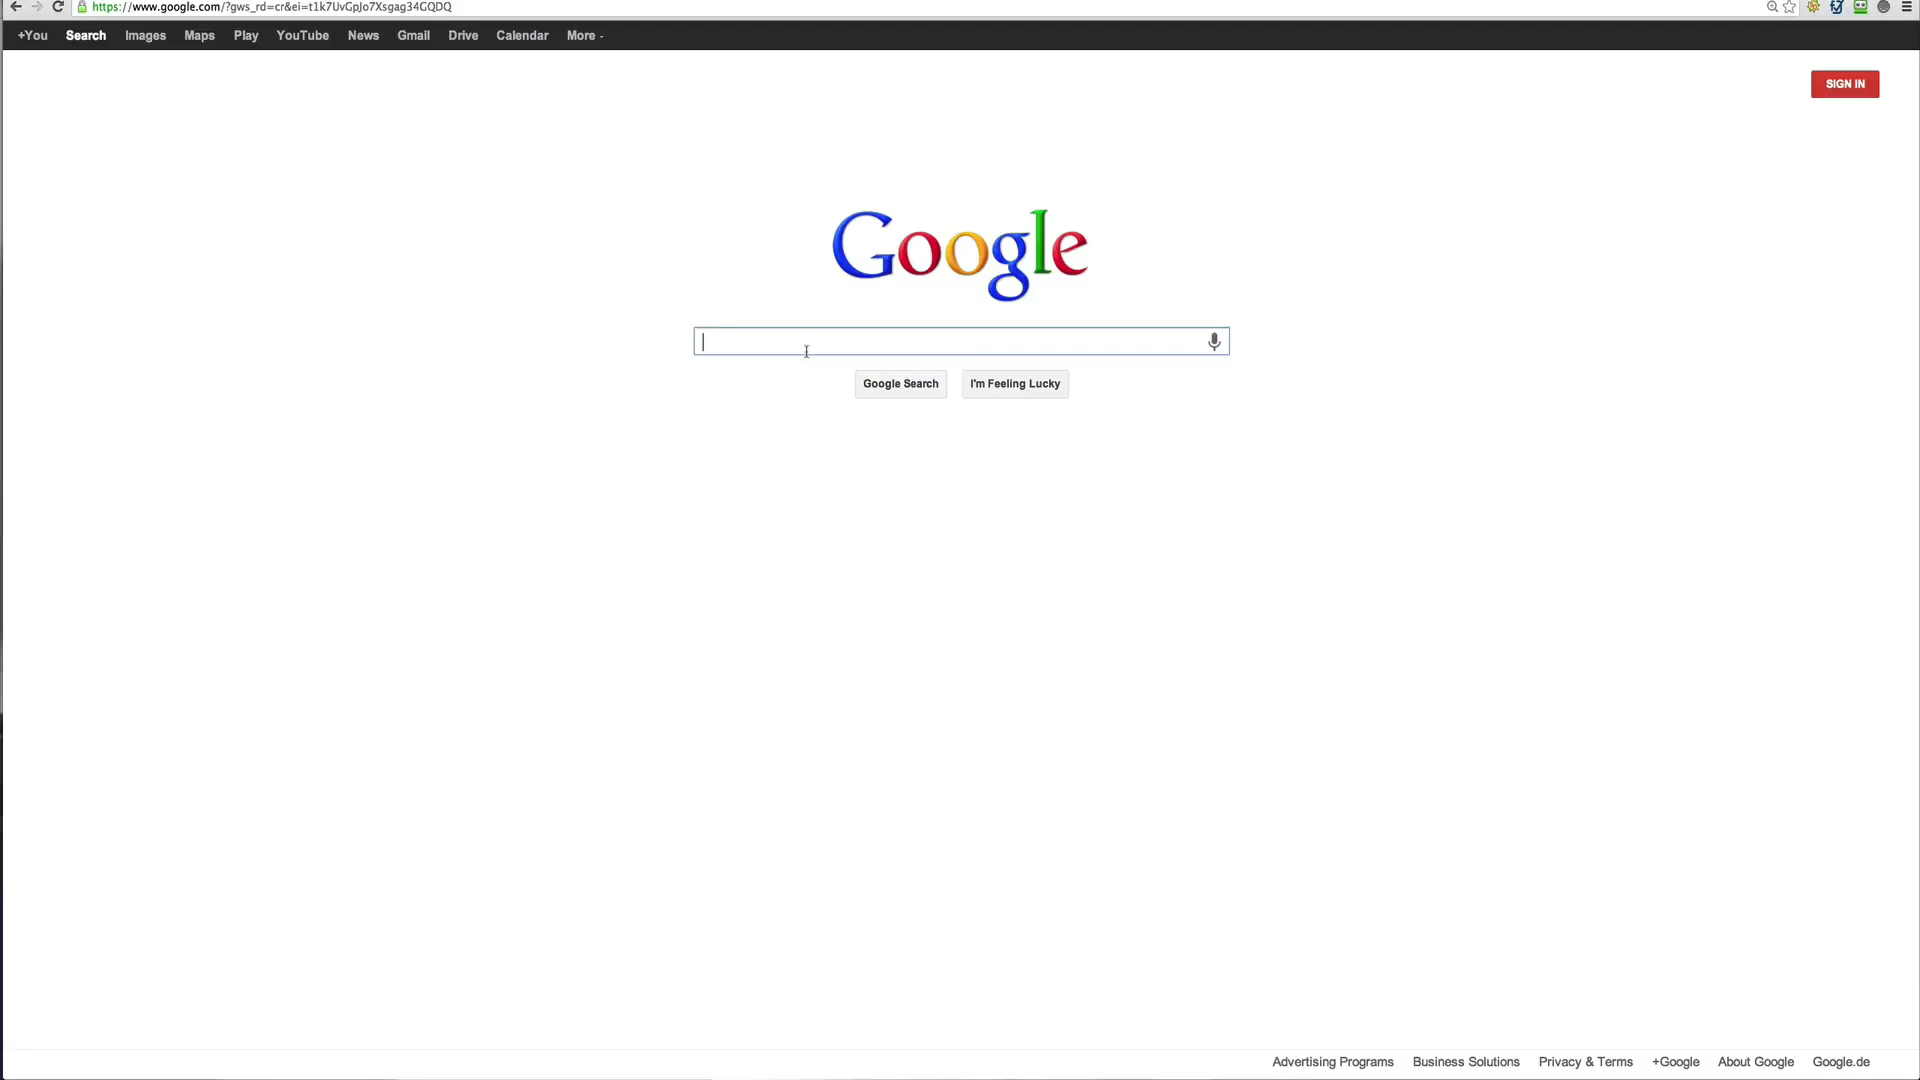 https://www.google.com/?gws_rd=cr&ei=t1k7UvGpJo7Xsgag34GQDQ
+You Search Images Maps Play YouTube News Gmail Drive Calendar More
SIGN IN
Google
Google Search I'm Feeling Lucky
Advertising Programs Business Solutions Privacy & Terms +Google About Google Google.de